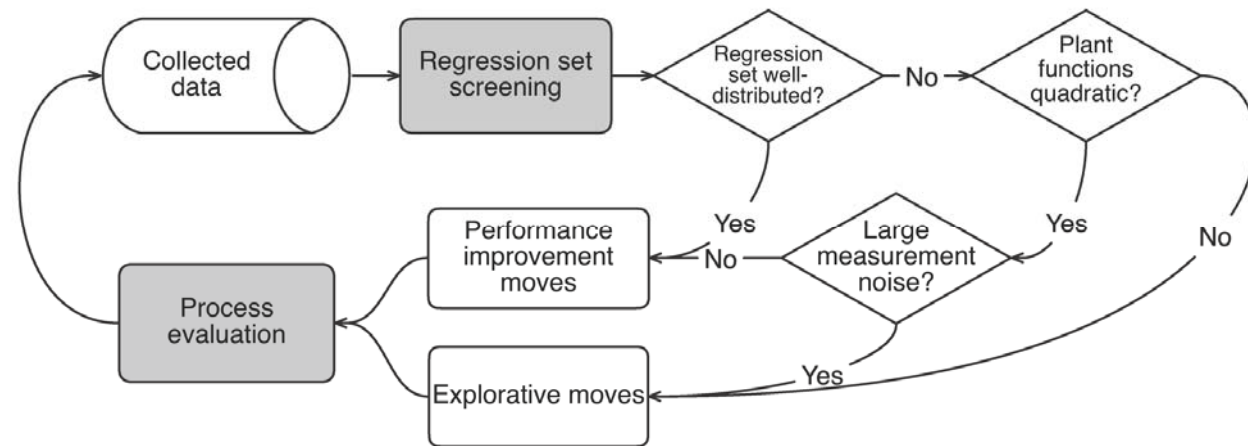 Collected
data
Regression set
screening
Regression
set well-
distributed?
No
Plant
functions
quadratic?
Yes
Yes
No
Performance
improvement
moves
No
Large
measurement
noise?
Process
evaluation
Yes
Explorative moves